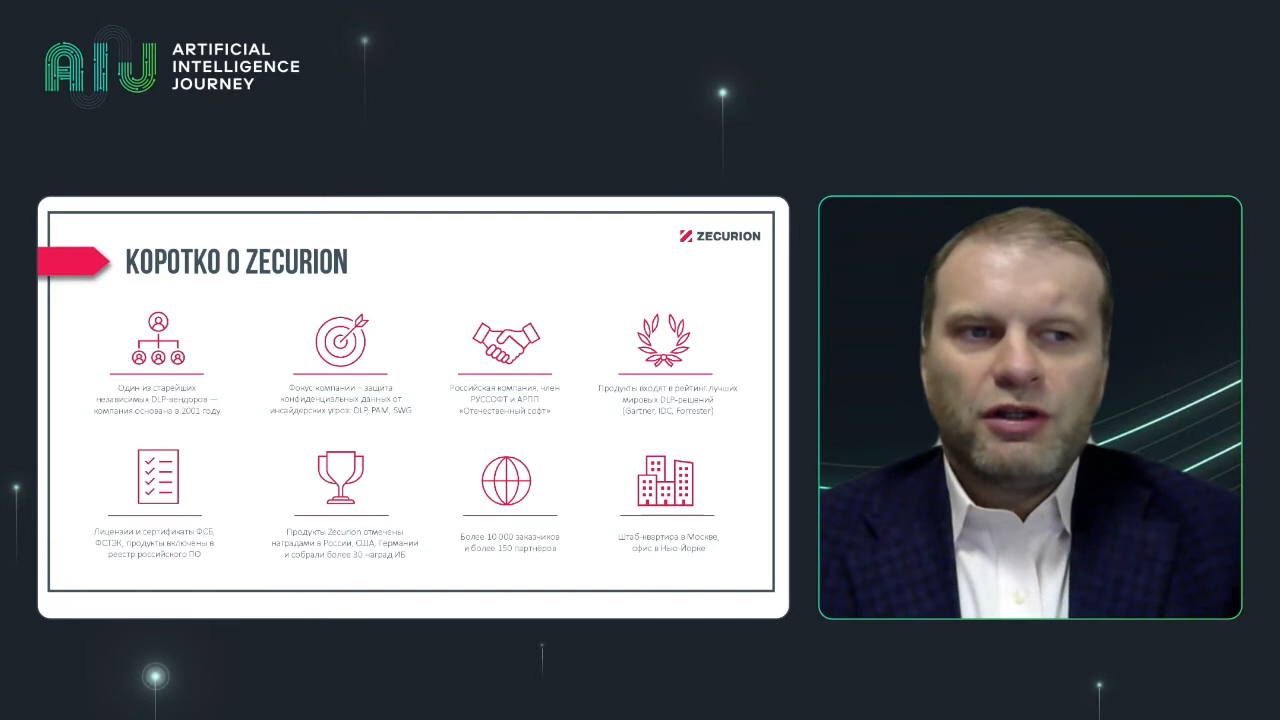 ARTIFICIAL
INTELLIGENCE
JOURNEY
ZECURION
КОРОТКО О ZECURION
Один из старейших
независимых DLP-вендоров —
компания основана в 2001 году
Фокус компании – защита
конфиденциальных данных от
инсайдерских угроз: DLP, PAM, SWG
Российская компания, член
РУССОФТ и АРПП
«Отечественный софт»
Продукты входят в рейтинг лучших
мировых DLP-решений
(Gartner, IDC, Forrester)
Лицензии и сертификаты ФСБ,
ФСТЭК, продукты включены в
реестр российского ПО
Продукты Zecurion отмечены
наградами в России, США, Германии
и собрали более 30 наград ИБ
Более 10 000 заказчиков
и более 150 партнёров
Штаб-квартира в Москве,
офис в Нью-Йорке